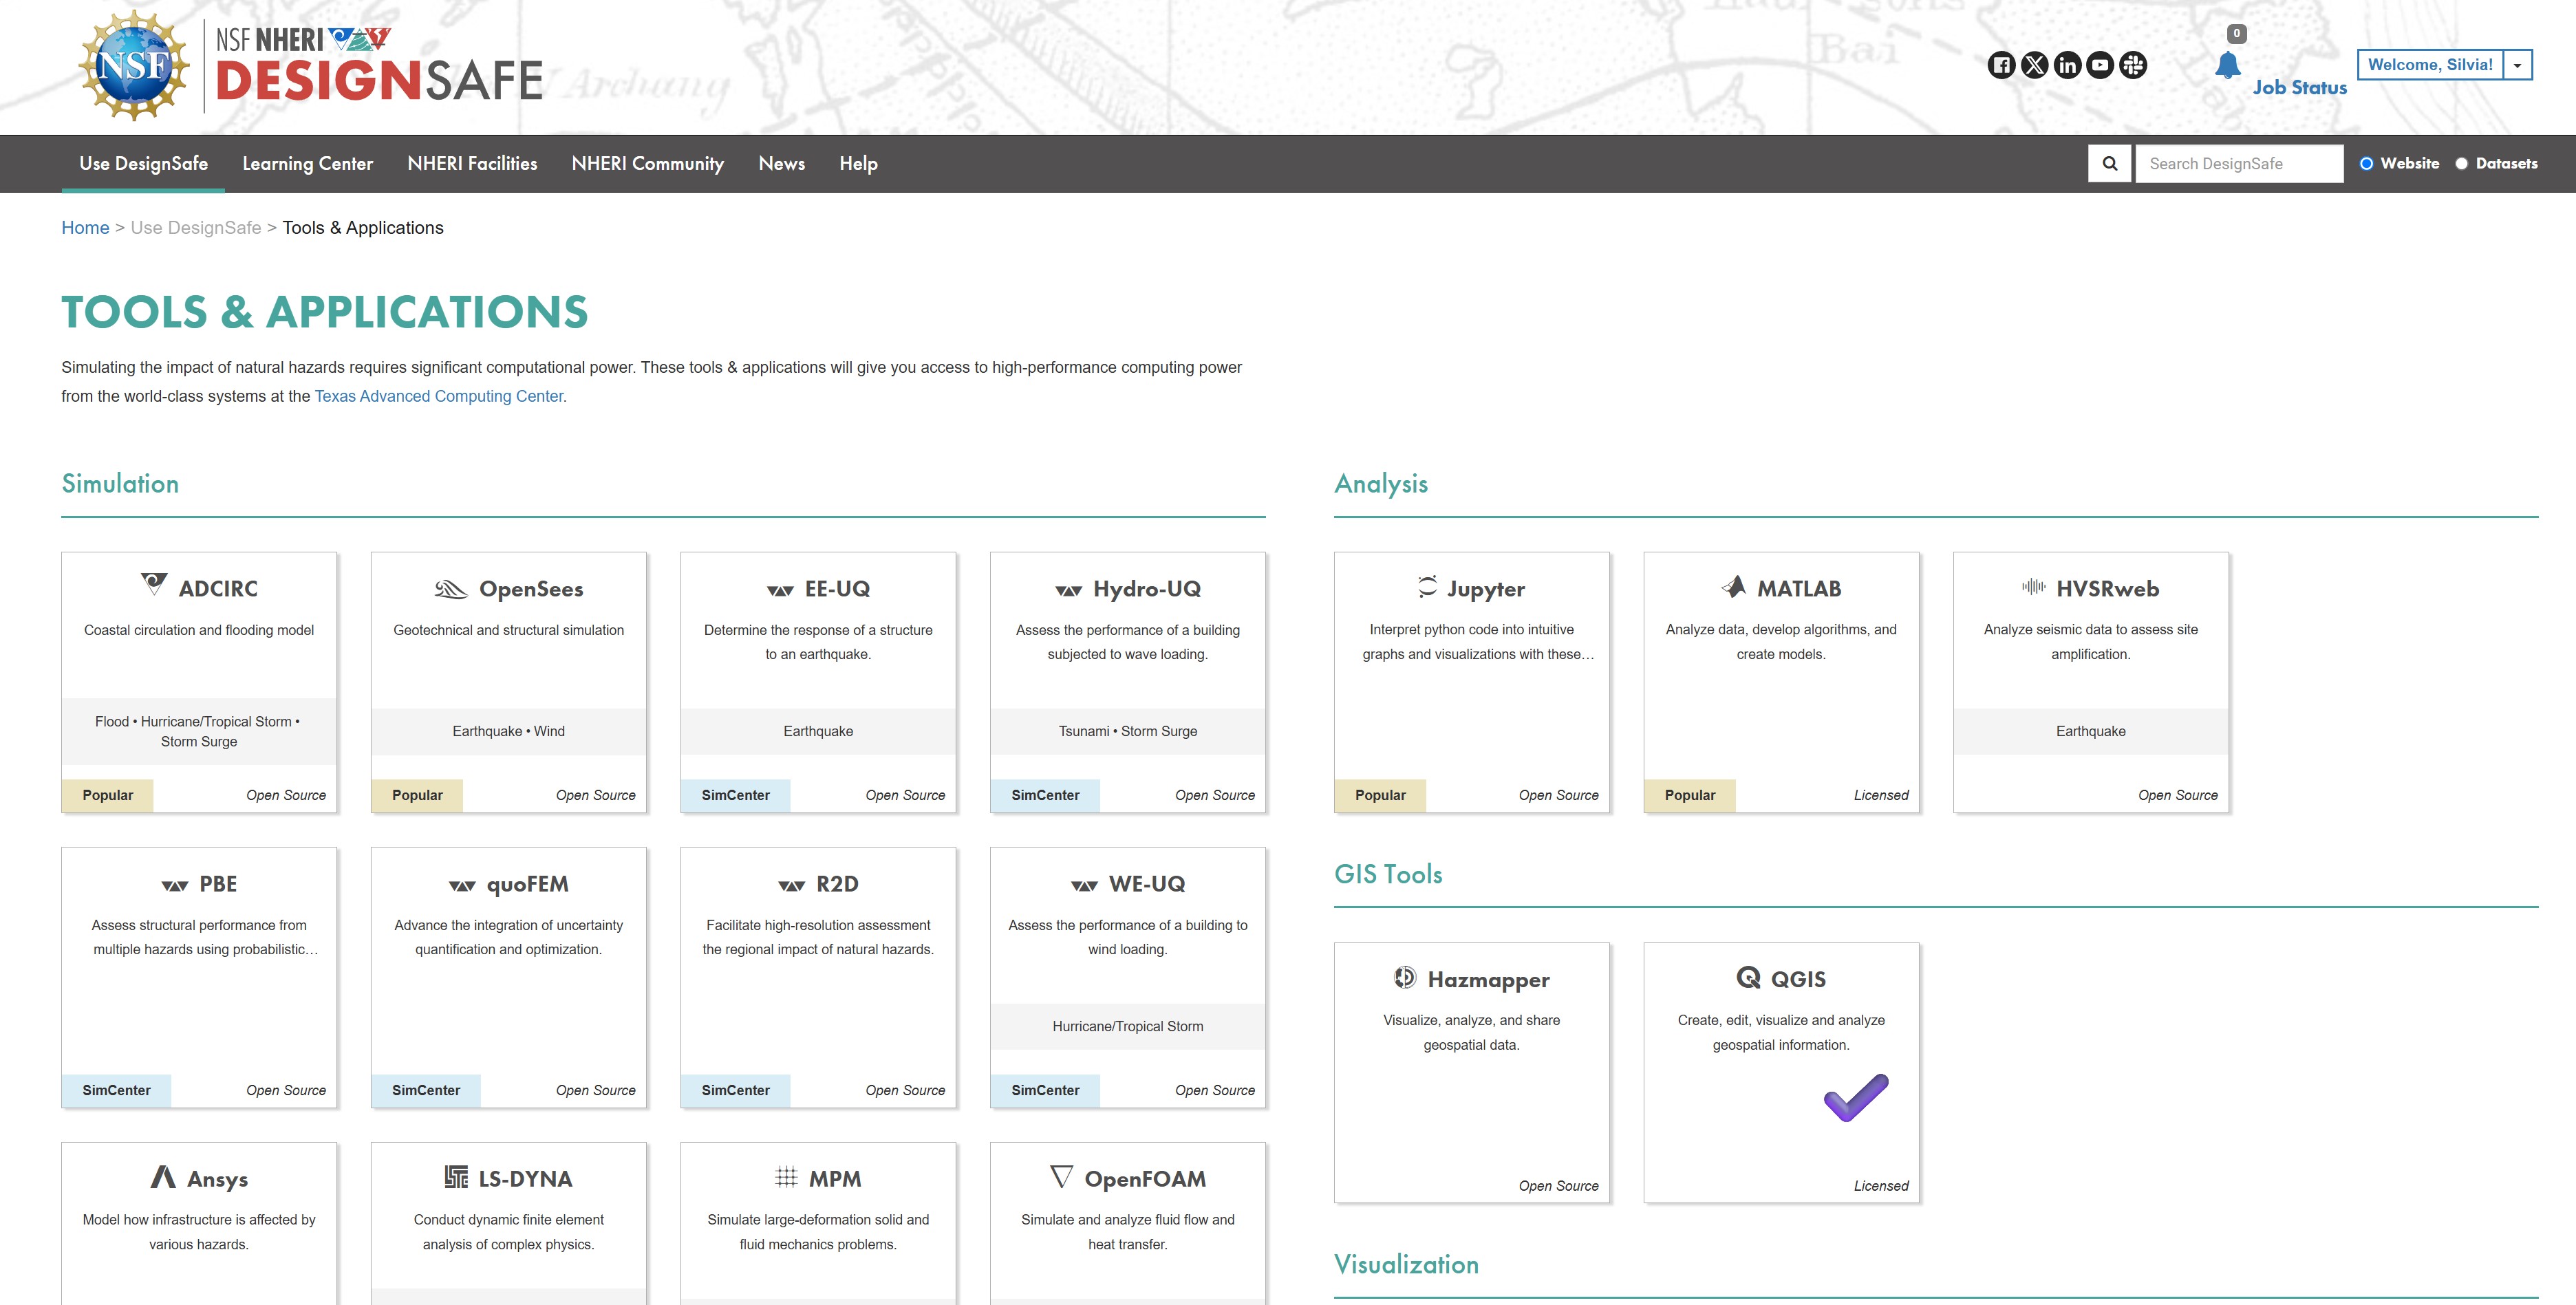 NSF
NSF NHERI
DESIGNSAFE
Archung
Bai
0
Job Status
Welcome, Silvia!
Use DesignSafe
Learning Center
NHERI Facilities
NHERI Community
News
Help
Search DesignSafe
Website
Datasets
Home > Use DesignSafe > Tools & Applications
TOOLS & APPLICATIONS
Simulating the impact of natural hazards requires significant computational power. These tools & applications will give you access to high-performance computing power
from the world-class systems at the Texas Advanced Computing Center.
Simulation
ADCIRC
Coastal circulation and flooding model
Flood • Hurricane/Tropical Storm •
Storm Surge
Popular
Open Source
OpenSees
Geotechnical and structural simulation
Earthquake • Wind
Popular
Open Source
EE-UQ
Determine the response of a structure
to an earthquake.
Earthquake
SimCenter
Open Source
Hydro-UQ
Assess the performance of a building
subjected to wave loading.
Tsunami • Storm Surge
SimCenter
Open Source
PBE
Assess structural performance from
multiple hazards using probabilistic…
SimCenter
Open Source
quoFEM
Advance the integration of uncertainty
quantification and optimization.
SimCenter
Open Source
R2D
Facilitate high-resolution assessment
the regional impact of natural hazards.
SimCenter
Open Source
WE-UQ
Assess the performance of a building to
wind loading.
Hurricane/Tropical Storm
SimCenter
Open Source
Ansys
Model how infrastructure is affected by
various hazards.
LS-DYNA
Conduct dynamic finite element
analysis of complex physics.
MPM
Simulate large-deformation solid and
fluid mechanics problems.
OpenFOAM
Simulate and analyze fluid flow and
heat transfer.
Analysis
Jupyter
Interpret python code into intuitive
graphs and visualizations with these…
Popular
Open Source
MATLAB
Analyze data, develop algorithms, and
create models.
Popular
Licensed
HVSRweb
Analyze seismic data to assess site
amplification.
Earthquake
Open Source
GIS Tools
Hazmapper
Visualize, analyze, and share
geospatial data.
Open Source
QGIS
Create, edit, visualize and analyze
geospatial information.
Licensed
Visualization